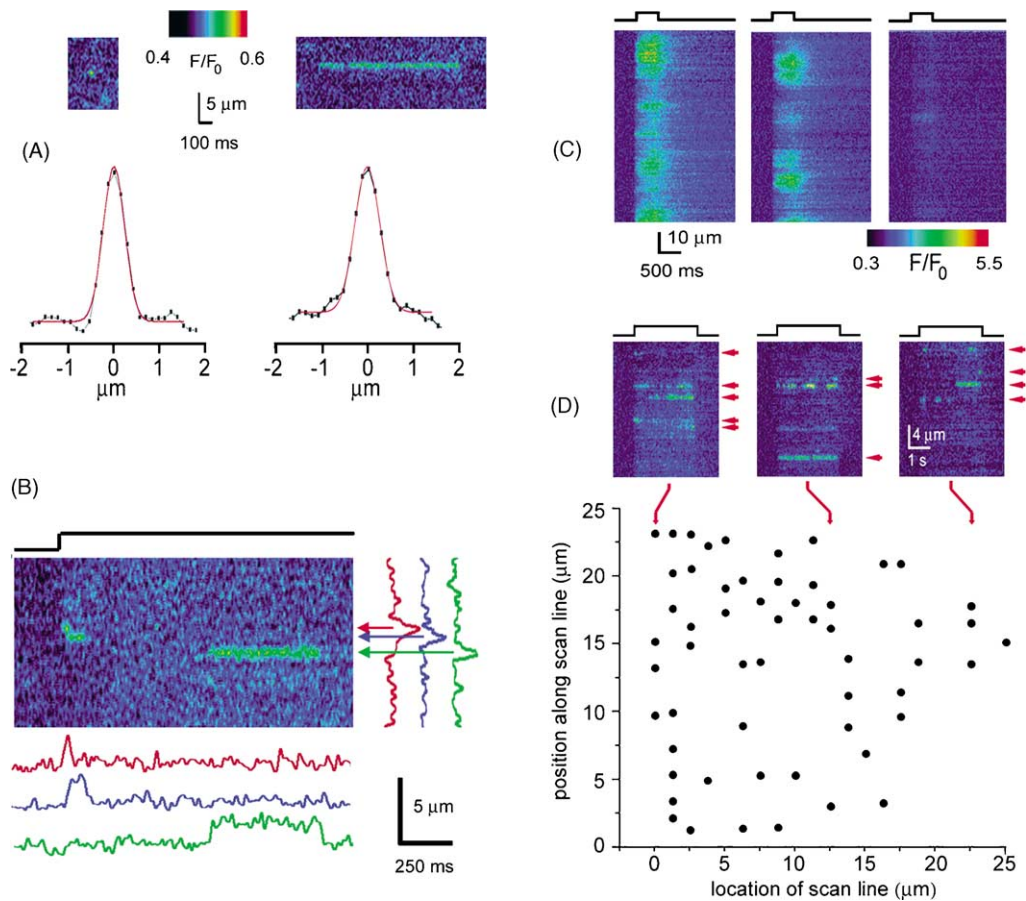 0.4 F/F0 0.6
5 μm
100 ms
(A)
-2 -1 0 1 2
μm
-2 -1 0 1 2
μm
(B)
5 μm
250 ms
(C)
10 μm
500 ms
0.3 F/F0 5.5
(D)
4 μm
1 s
25
20
15
10
5
0
position along scan line (μm)
0 5 10 15 20 25
location of scan line (μm)